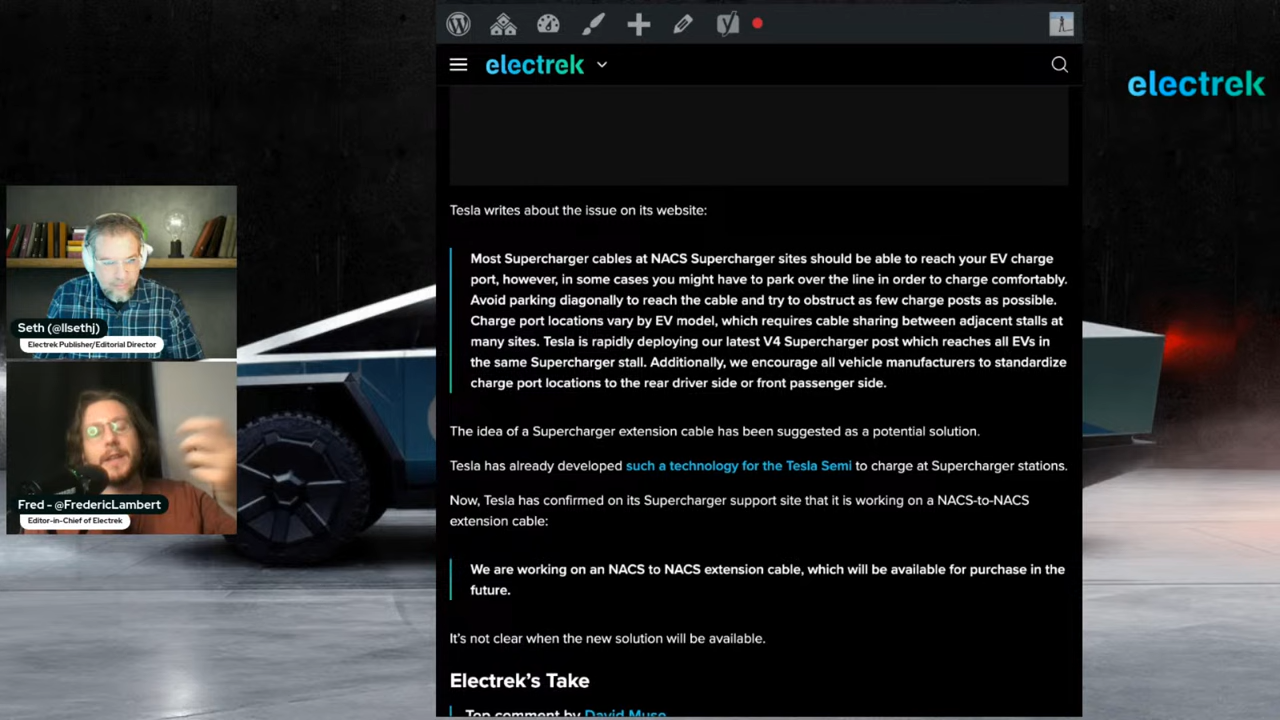 electrek
electrek
Tesla writes about the issue on its website:
Most Supercharger cables at NACS Supercharger sites should be able to reach your EV charge
port, however, in some cases you might have to park over the line in order to charge comfortably.
Avoid parking diagonally to reach the cable and try to obstruct as few charge posts as possible.
Charge port locations vary by EV model, which requires cable sharing between adjacent stalls at
many sites. Tesla is rapidly deploying our latest V4 Supercharger post which reaches all EVs in
the same Supercharger stall. Additionally, we encourage all vehicle manufacturers to standardize
charge port locations to the rear driver side or front passenger side.
The idea of a Supercharger extension cable has been suggested as a potential solution.
Tesla has already developed such a technology for the Tesla Semi to charge at Supercharger stations.
Now, Tesla has confirmed on its Supercharger support site that it is working on a NACS-to-NACS
extension cable:
We are working on an NACS to NACS extension cable, which will be available for purchase in the
future.
It's not clear when the new solution will be available.
Electrek's Take
Top comment by David Muse
Seth (@llsethj)
Electrek Publisher/Editorial Director
Fred - @FredericLambert
Editor-in-Chief of Electrek